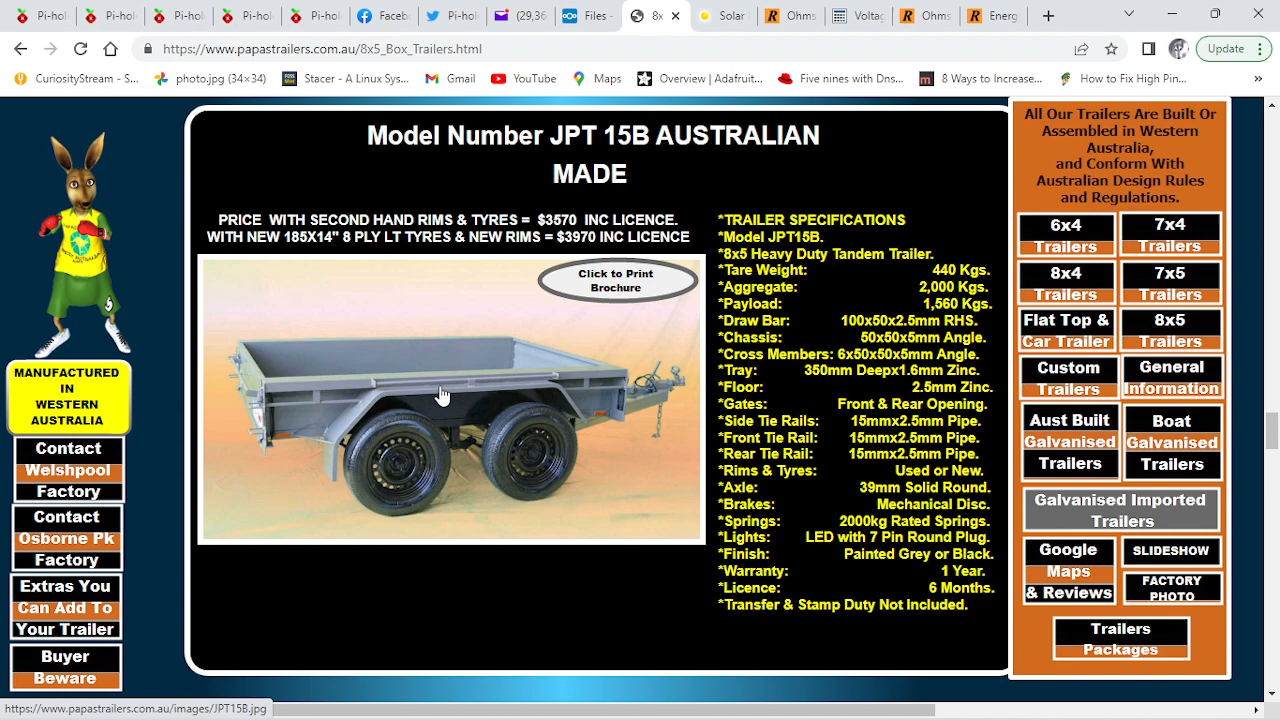 Pi-hol
Pi-hol
Pi-hol
Pi-hol
Pi-hol
Faceb
Pi-hol
(29,36
Files -
8x
Solar
Ohms
Voltag
Ohms
Energ
https://www.papastrailers.com.au/8x5_Box_Trailers.html
Update
CuriosityStream - S...
photo.jpg (34×34)
Stacer - A Linux Sys...
Gmail
YouTube
Maps
Overview | Adafruit...
Five nines with Dns...
8 Ways to Increase...
How to Fix High Pin...
MANUFACTURED
IN
WESTERN
AUSTRALIA
Contact
Welshpool
Factory
Contact
Osborne Pk
Factory
Extras You
Can Add To
Your Trailer
Buyer
Beware
Model Number JPT 15B AUSTRALIAN
MADE
PRICE WITH SECOND HAND RIMS & TYRES = $3570 INC LICENCE.
WITH NEW 185X14" 8 PLY LT TYRES & NEW RIMS = $3970 INC LICENCE
Click to Print
Brochure
*TRAILER SPECIFICATIONS
*Model JPT15B.
*8x5 Heavy Duty Tandem Trailer.
*Tare Weight: 440 Kgs.
*Aggregate: 2,000 Kgs.
*Payload: 1,560 Kgs.
*Draw Bar: 100x50x2.5mm RHS.
*Chassis: 50x50x5mm Angle.
*Cross Members: 6x50x50x5mm Angle.
*Tray: 350mm Deepx1.6mm Zinc.
*Floor: 2.5mm Zinc.
*Gates: Front & Rear Opening.
*Side Tie Rails: 15mmx2.5mm Pipe.
*Front Tie Rail: 15mmx2.5mm Pipe.
*Rear Tie Rail: 15mmx2.5mm Pipe.
*Rims & Tyres: Used or New.
*Axle: 39mm Solid Round.
*Brakes: Mechanical Disc.
*Springs: 2000kg Rated Springs.
*Lights: LED with 7 Pin Round Plug.
*Finish: Painted Grey or Black.
*Warranty: 1 Year.
*Licence: 6 Months.
*Transfer & Stamp Duty Not Included.
All Our Trailers Are Built Or
Assembled in Western
Australia,
and Conform With
Australian Design Rules
and Regulations.
6x4
Trailers
7x4
Trailers
8x4
Trailers
7x5
Trailers
Flat Top &
Car Trailer
8x5
Trailers
Custom
Trailers
General
Information
Aust Built
Galvanised
Trailers
Boat
Galvanised
Trailers
Galvanised Imported
Trailers
Google
Maps
& Reviews
SLIDESHOW
FACTORY
PHOTO
Trailers
Packages
https://www.papastrailers.com.au/images/JPT15B.jpg